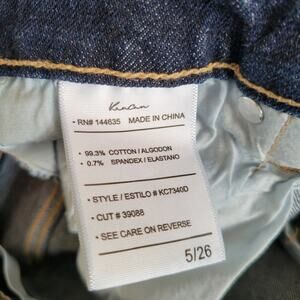 KanCan
• RN# 144635 MADE IN CHINA
• 99.3% COTTON / ALGODON
• 0.7% SPANDEX / ELASTANO
• STYLE / ESTILO # KC7340D
• CUT # 39088
• SEE CARE ON REVERSE
5/26